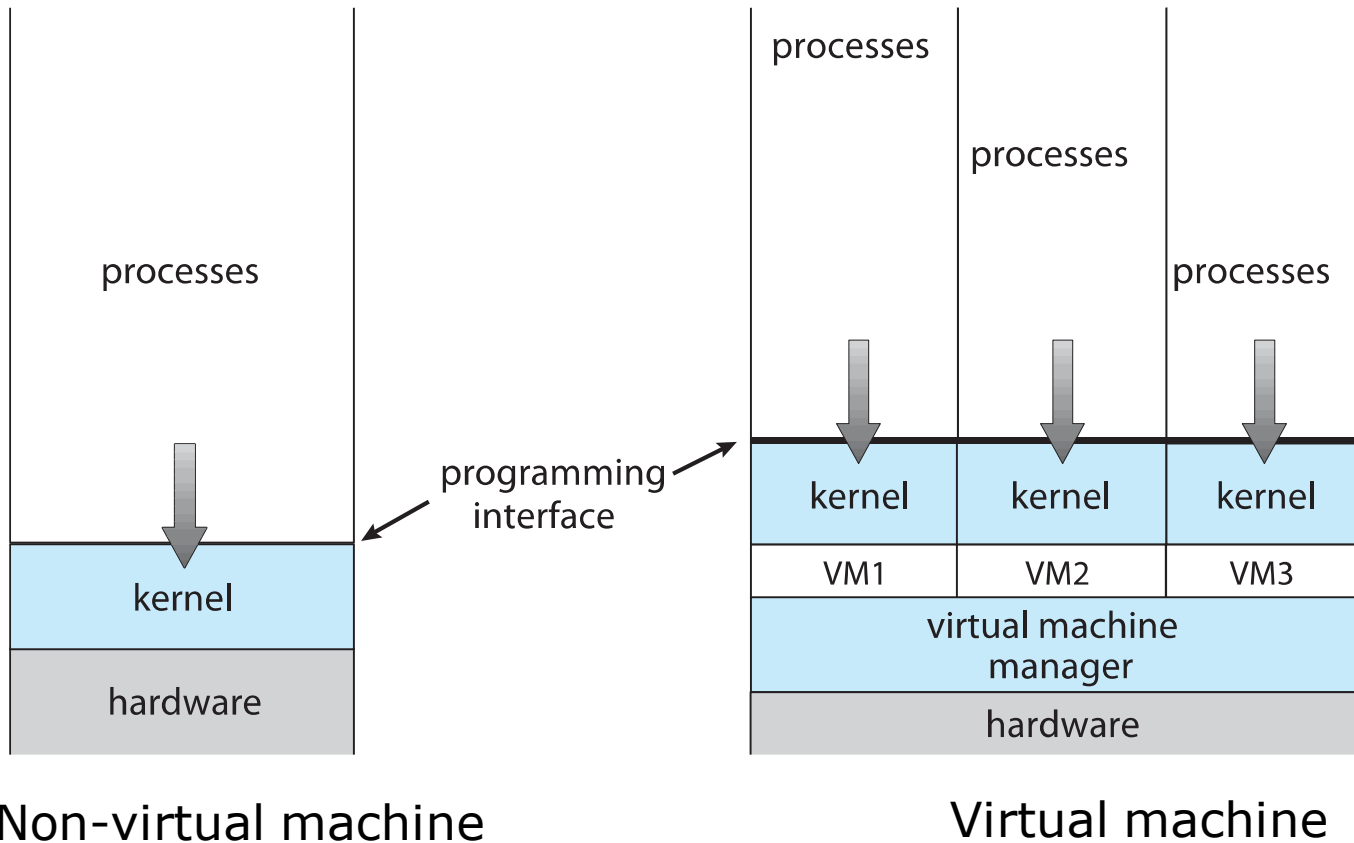 processes
kernel
hardware
Non-virtual machine
programming
interface
processes
processes
processes
kernel
kernel
kernel
VM1
VM2
VM3
virtual machine
manager
hardware
Virtual machine